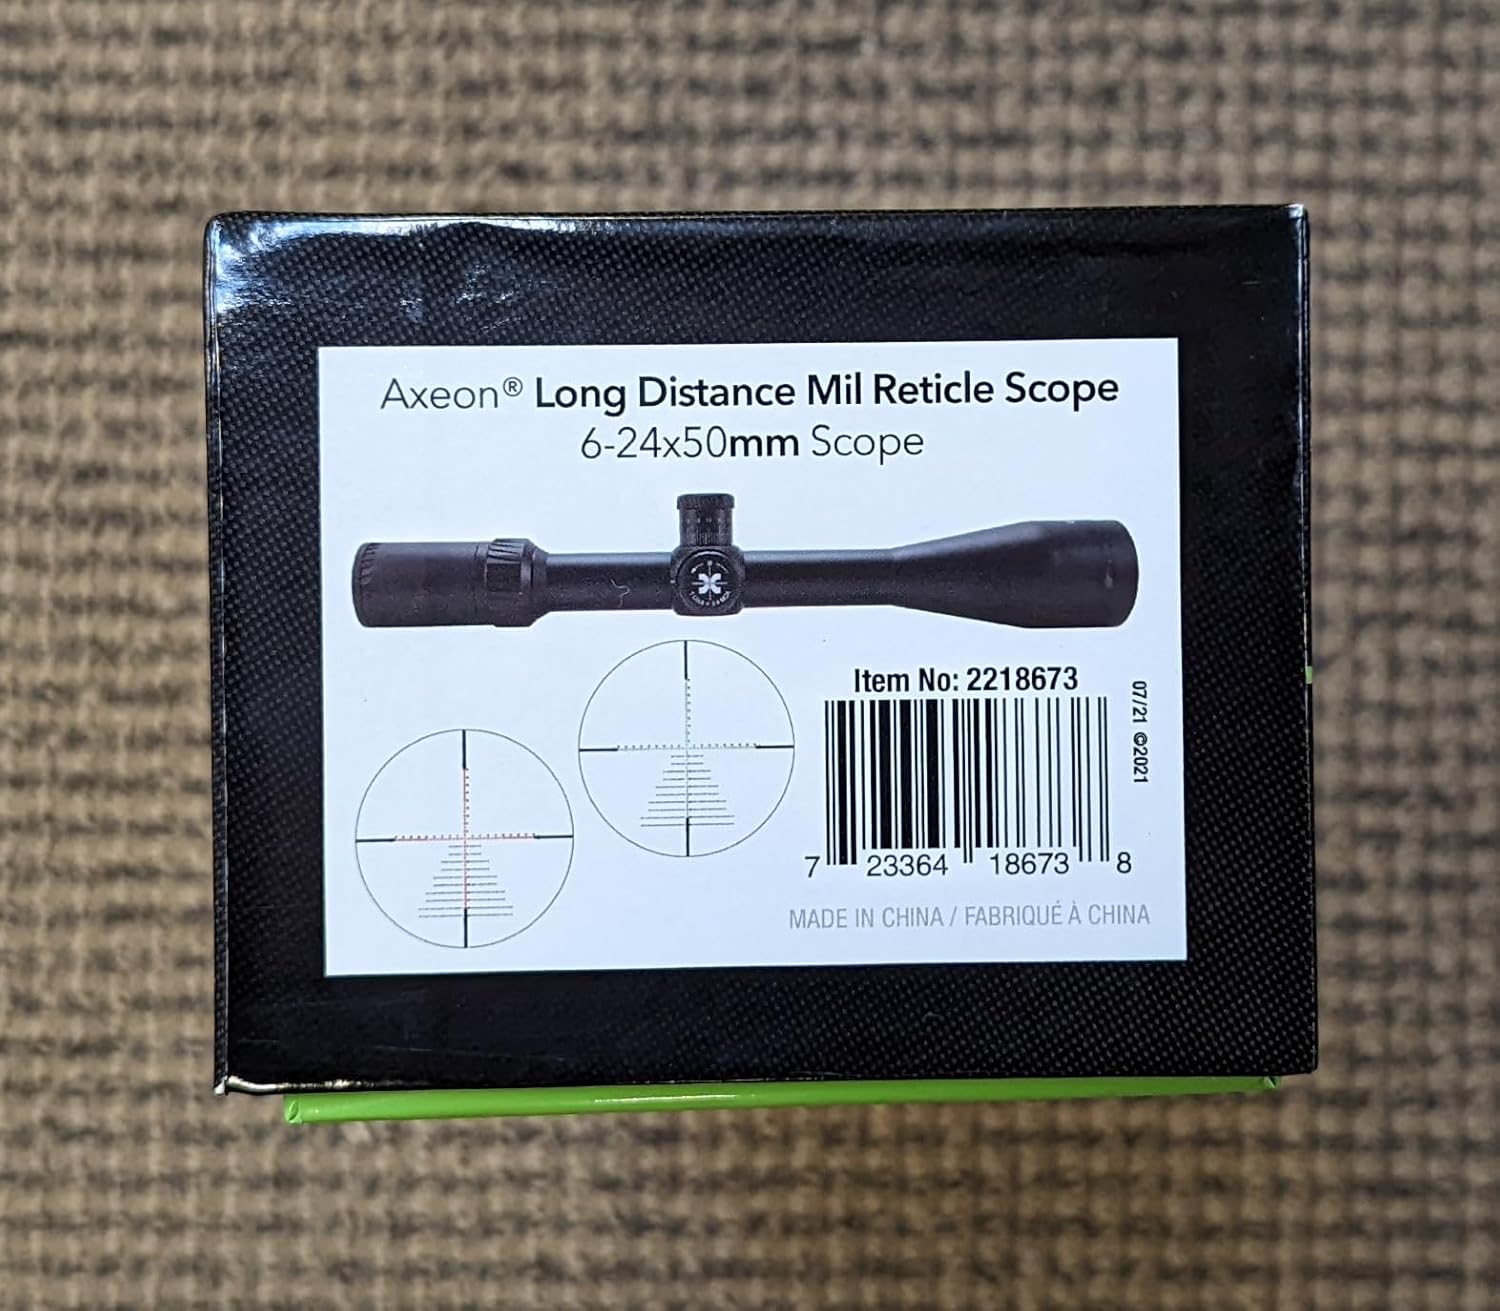 Axeon® Long Distance Mil Reticle Scope
6-24x50mm Scope
Item No: 2218673
07/21 ©2021
7 23364 18673 8
MADE IN CHINA / FABRIQUÉ À CHINA